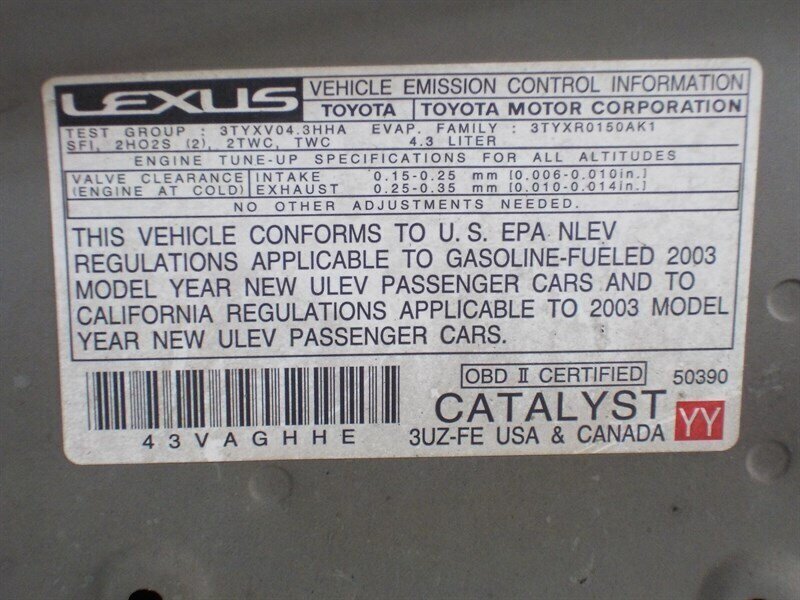 LEXUS VEHICLE EMISSION CONTROL INFORMATION
TOYOTA TOYOTA MOTOR CORPORATION
TEST GROUP : 3TYXV04.3HHA EVAP. FAMILY : 3TYXR0150AK1
SFI, 2HO2S (2), 2TWC, TWC 4.3 LITER
ENGINE TUNE-UP SPECIFICATIONS FOR ALL ALTITUDES
VALVE CLEARANCE INTAKE 0.15-0.25 mm [0.006-0.010in.]
(ENGINE AT COLD) EXHAUST 0.25-0.35 mm [0.010-0.014in.]
NO OTHER ADJUSTMENTS NEEDED.
THIS VEHICLE CONFORMS TO U.S. EPA NLEV
REGULATIONS APPLICABLE TO GASOLINE-FUELED 2003
MODEL YEAR NEW ULEV PASSENGER CARS AND TO
CALIFORNIA REGULATIONS APPLICABLE TO 2003 MODEL
YEAR NEW ULEV PASSENGER CARS.
OBD II CERTIFIED 50390
CATALYST YY
43VAGHHE 3UZ-FE USA & CANADA